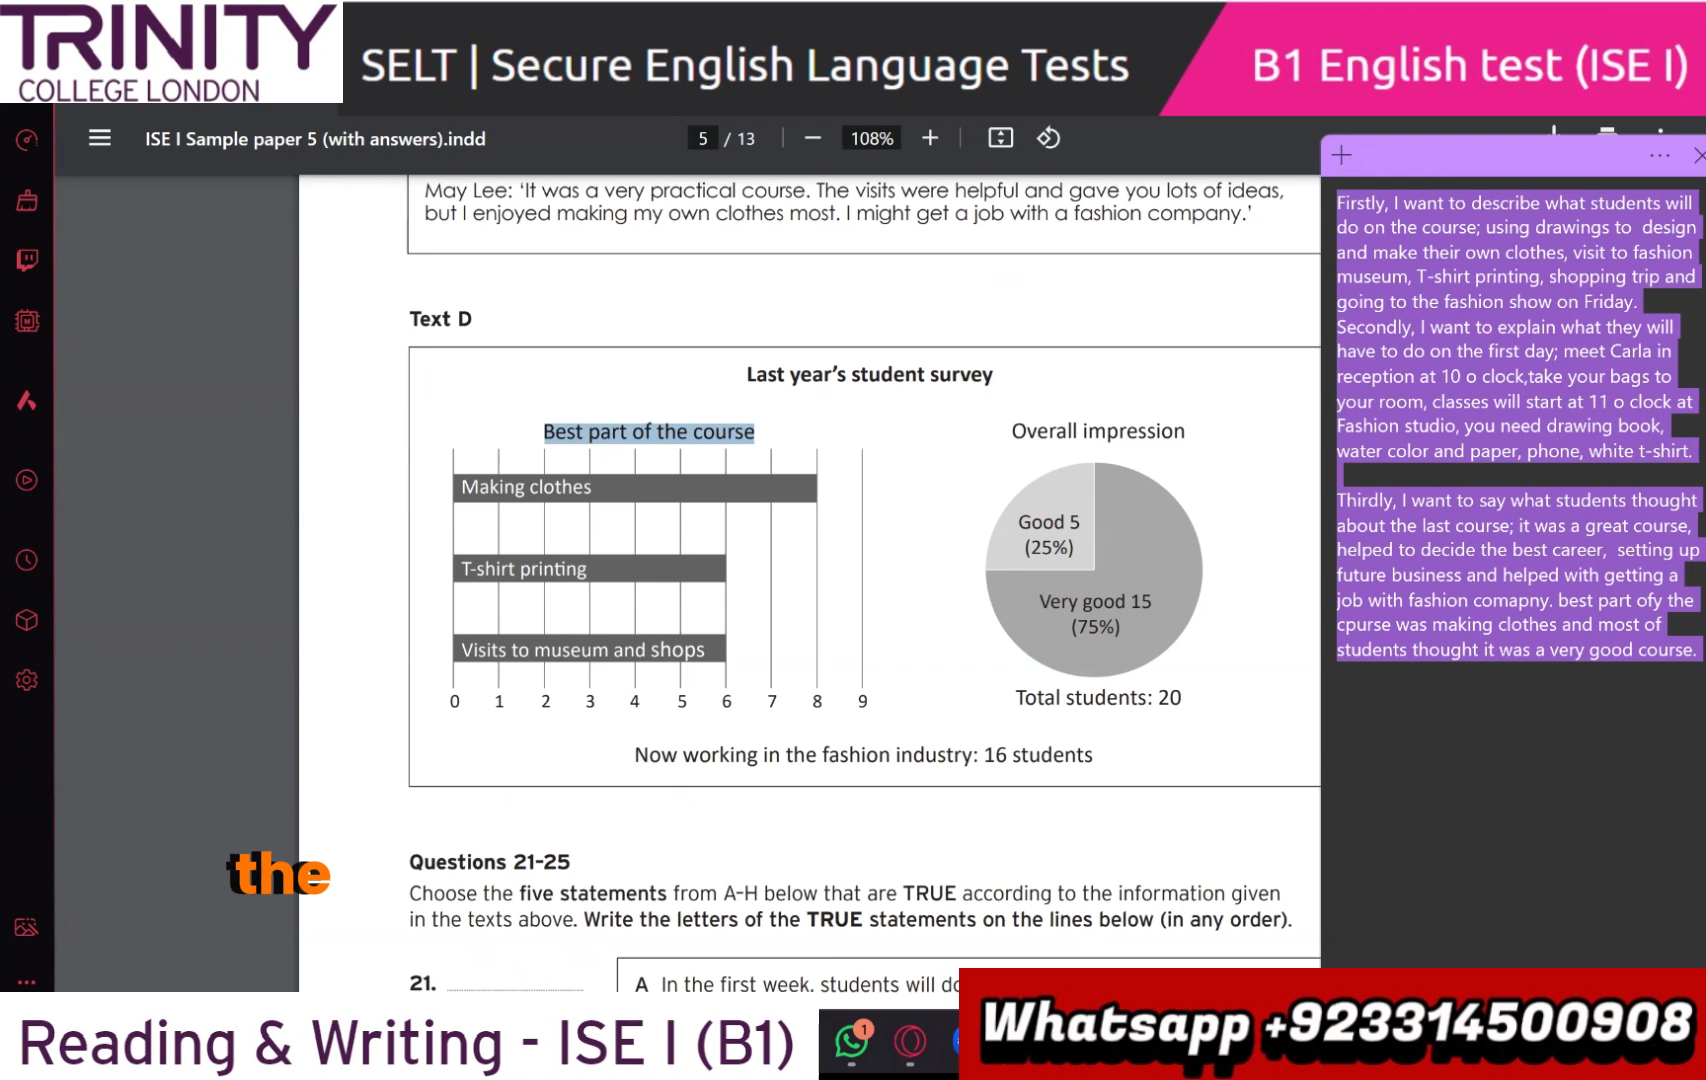 TRINITY
COLLEGE LONDON
SELT | Secure English Language Tests
B1 English test (ISE I)
ISE I Sample paper 5 (with answers).indd
5 / 13
108%
May Lee: ‘It was a very practical course. The visits were helpful and gave you lots of ideas,
but I enjoyed making my own clothes most. I might get a job with a fashion company.’
Text D
Last year’s student survey
Best part of the course
Making clothes
T-shirt printing
Visits to museum and shops
0 1 2 3 4 5 6 7 8 9
Overall impression
Good 5
(25%)
Very good 15
(75%)
Total students: 20
Now working in the fashion industry: 16 students
Questions 21–25
Choose the five statements from A–H below that are TRUE according to the information given
in the texts above. Write the letters of the TRUE statements on the lines below (in any order).
21.
A In the first week, students will do
Firstly, I want to describe what students will
do on the course; using drawings to design
and make their own clothes, visit to fashion
museum, T-shirt printing, shopping trip and
going to the fashion show on Friday.
Secondly, I want to explain what they will
have to do on the first day; meet Carla in
reception at 10 o clock,take your bags to
your room, classes will start at 11 o clock at
Fashion studio, you need drawing book,
water color and paper, phone, white t-shirt.
Thirdly, I want to say what students thought
about the last course; it was a great course,
helped to decide the best career, setting up
future business and helped with getting a
job with fashion comapny. best part ofy the
cpurse was making clothes and most of
students thought it was a very good course.
the
Reading & Writing - ISE I (B1)
1
Whatsapp +923314500908